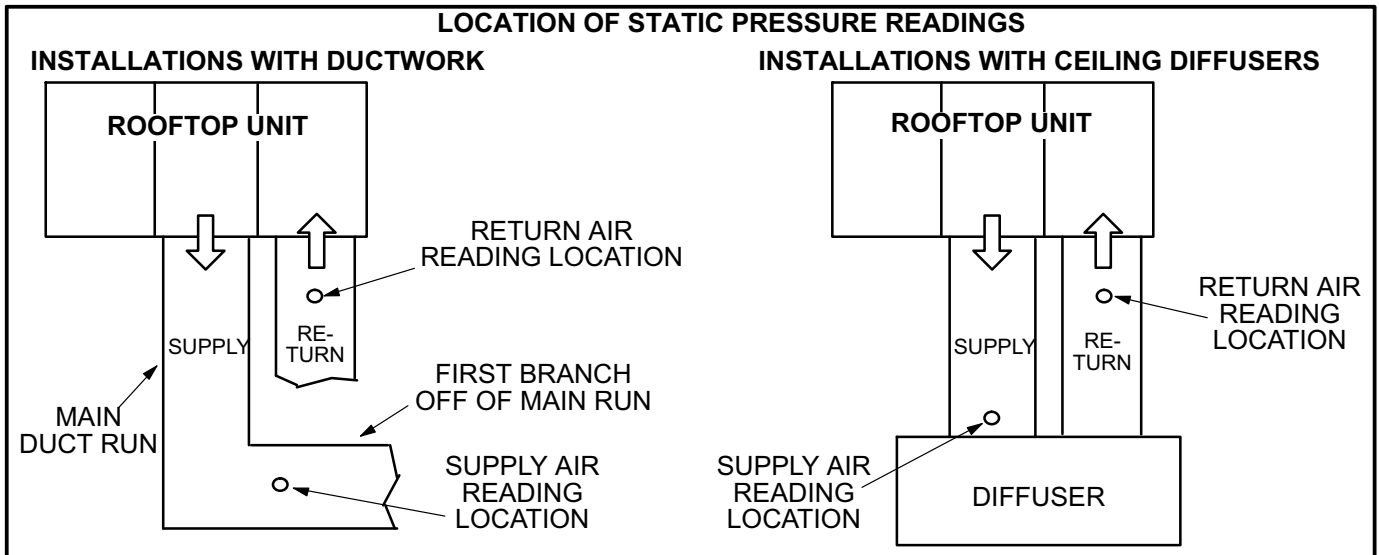 LOCATION OF STATIC PRESSURE READINGS
INSTALLATIONS WITH DUCTWORK
ROOFTOP UNIT
RETURN AIR
READING LOCATION
SUPPLY
RE-
TURN
FIRST BRANCH
OFF OF MAIN RUN
MAIN
DUCT RUN
SUPPLY AIR
READING
LOCATION
INSTALLATIONS WITH CEILING DIFFUSERS
ROOFTOP UNIT
RETURN AIR
READING
LOCATION
SUPPLY
RE-
TURN
SUPPLY AIR
READING
LOCATION
DIFFUSER